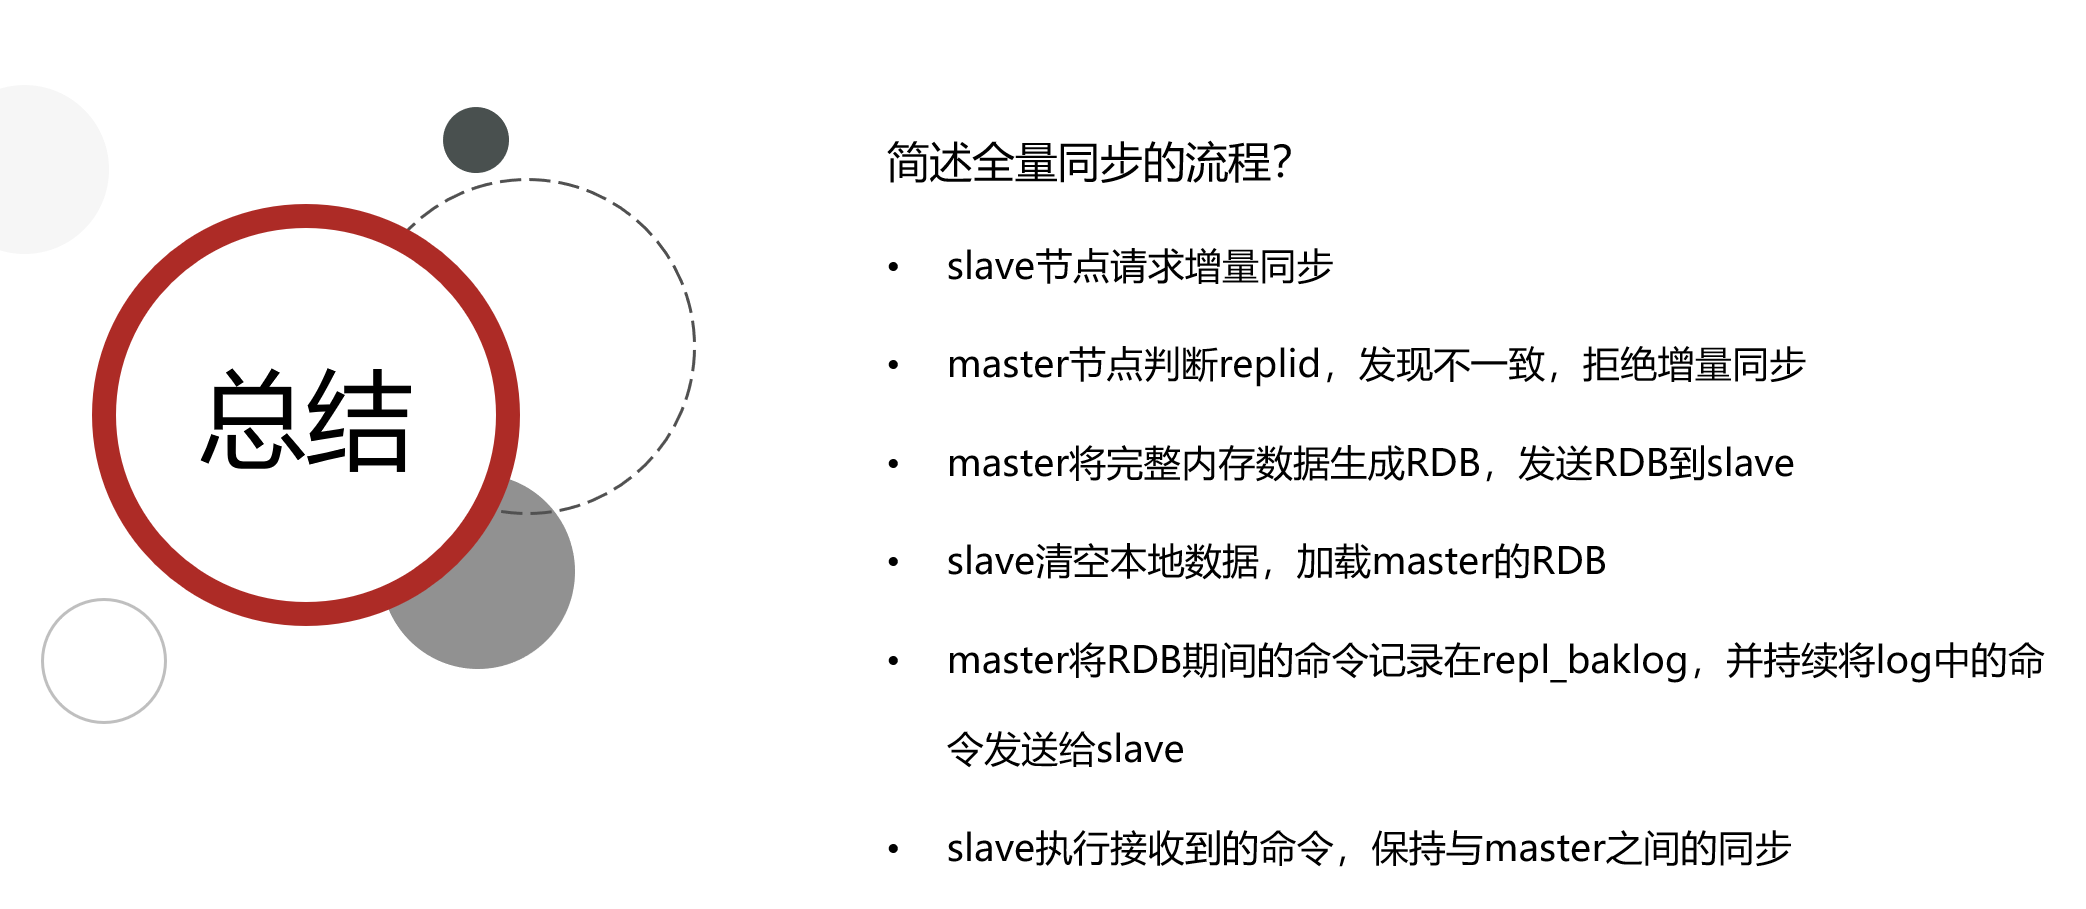 总结
简述全量同步的流程?
• slave节点请求增量同步
• master节点判断replid，发现不一致，拒绝增量同步
• master将完整内存数据生成RDB，发送RDB到slave
• slave清空本地数据，加载master的RDB
• master将RDB期间的命令记录在repl_baklog，并持续将log中的命
令发送给slave
• slave执行接收到的命令，保持与master之间的同步